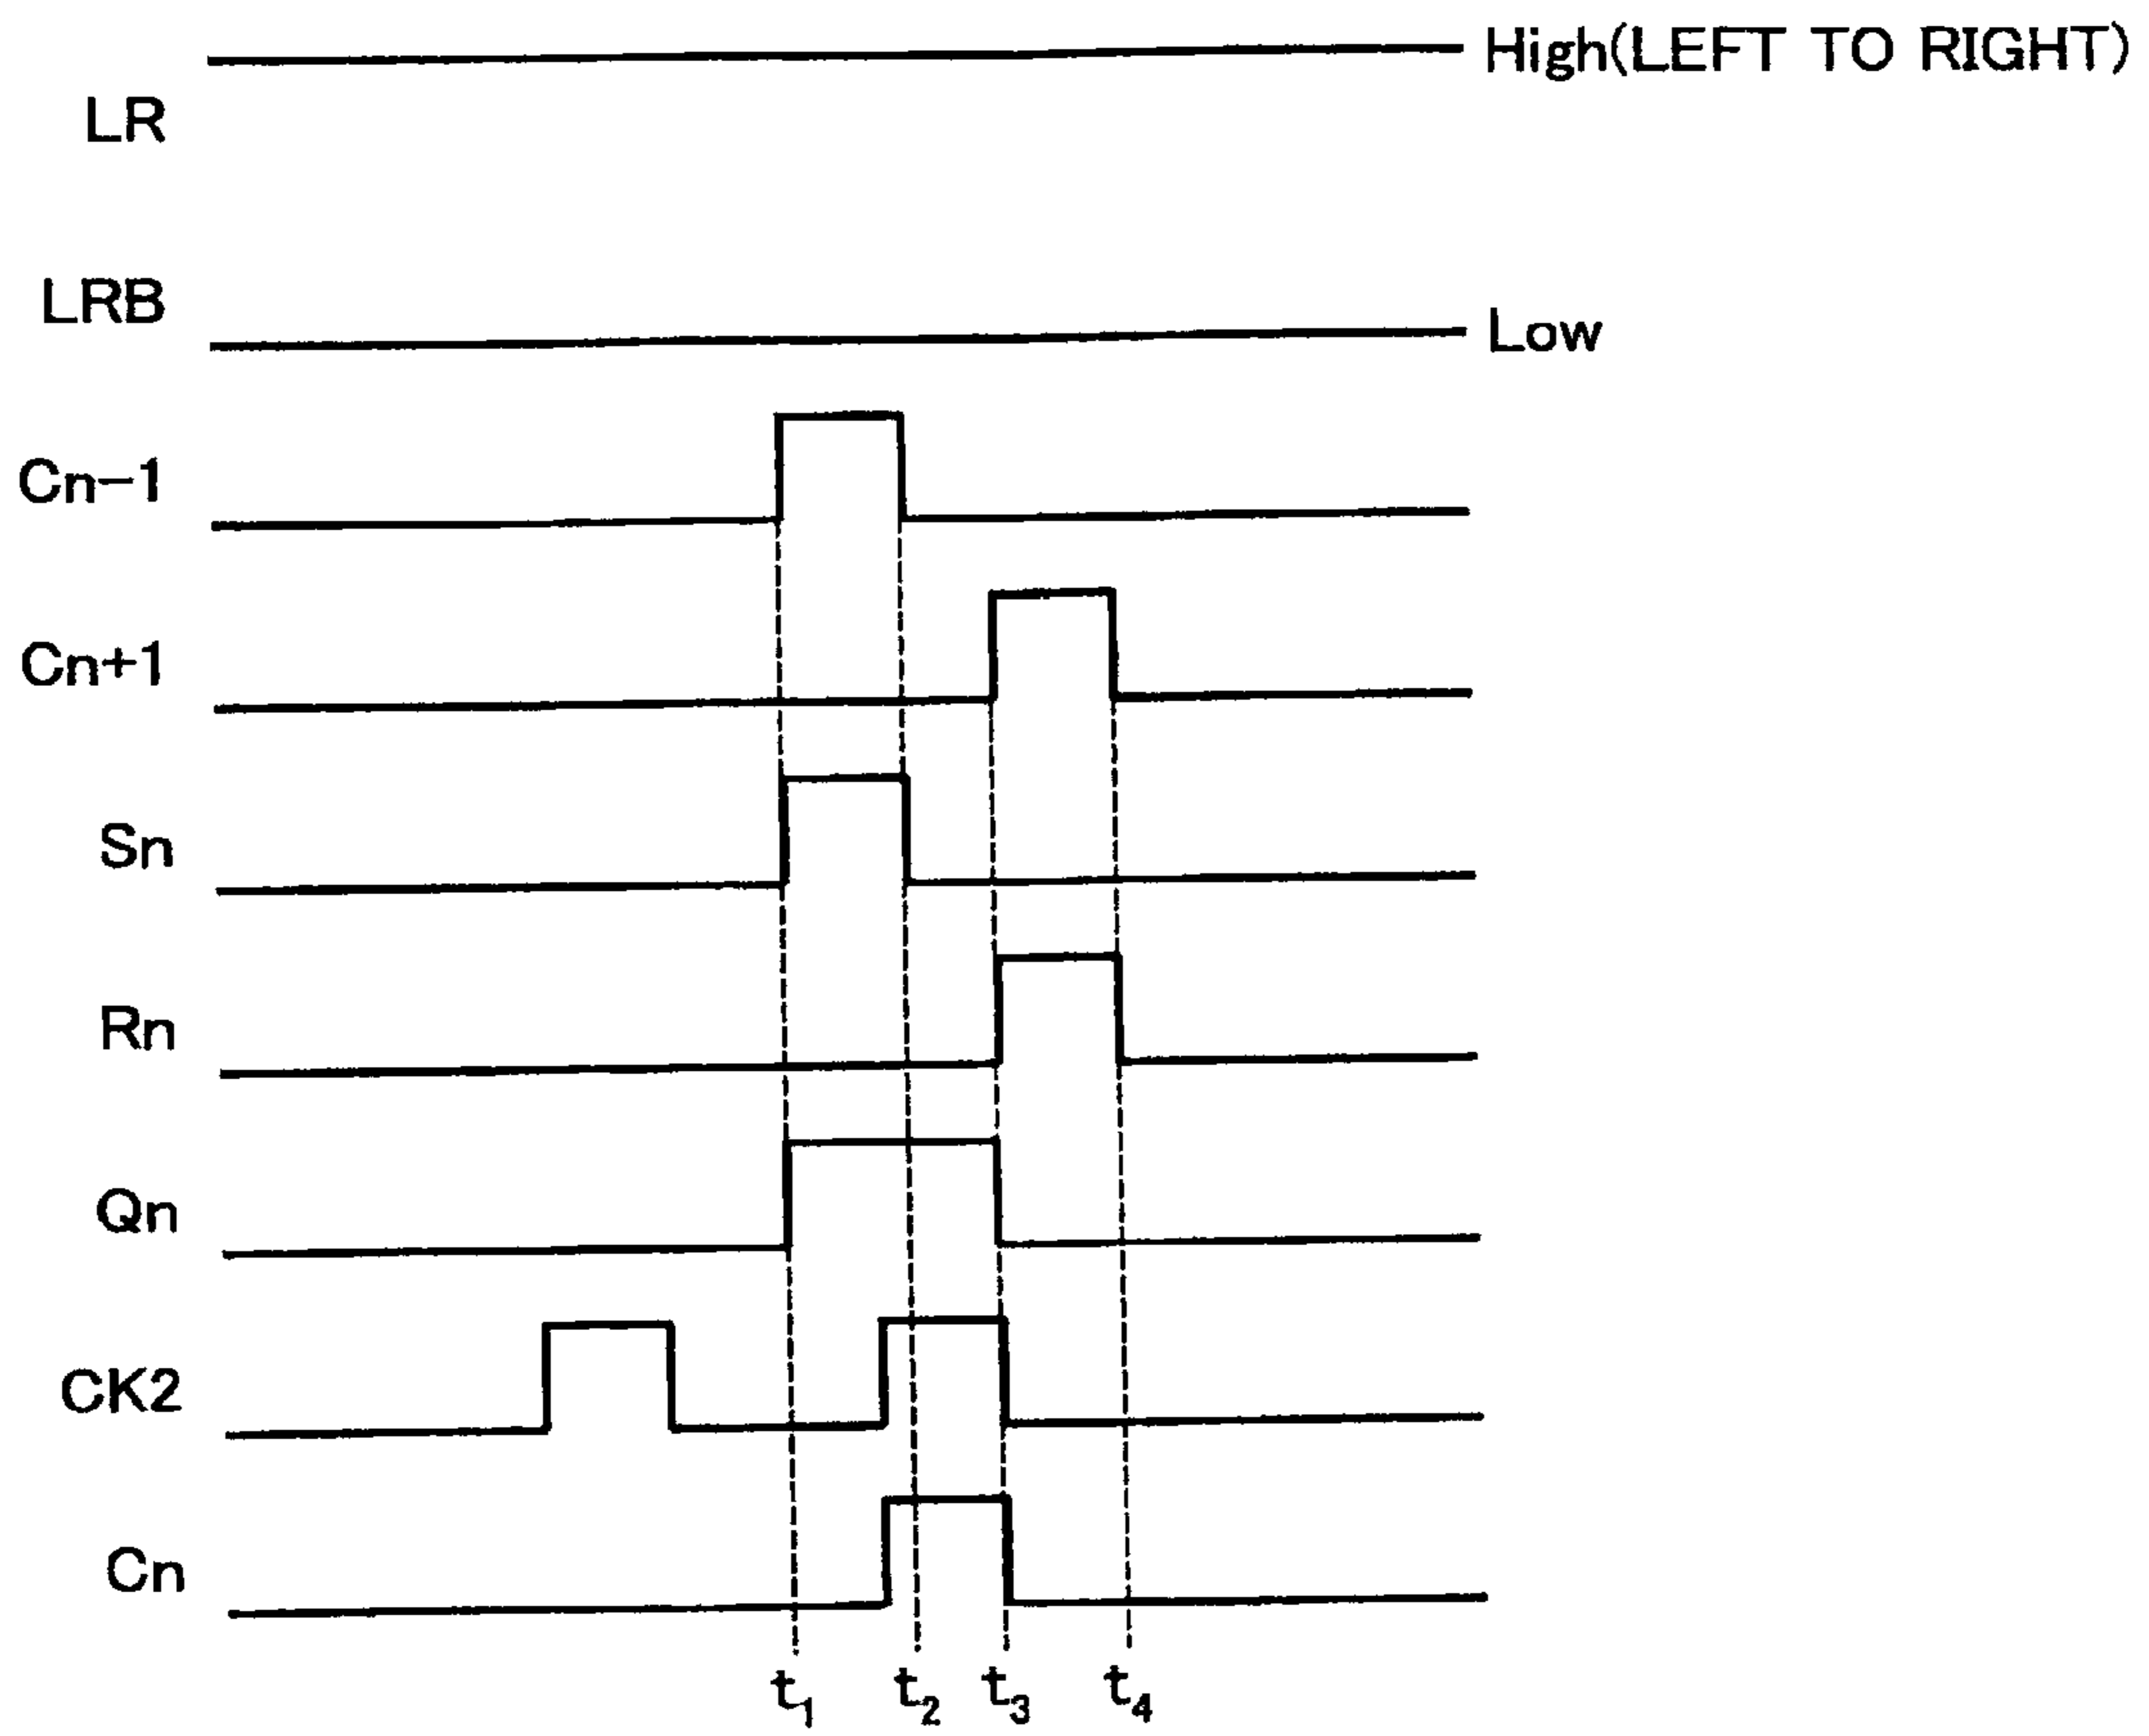 High(LEFT TO RIGHT)
LR
LRB
Low
Cn-1
Cn+1
Sn
Rn
Qn
CK2
Cn
t1 t2 t3 t4